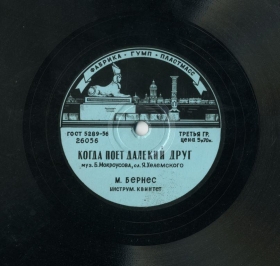 ФАБРИКА • ГУМП • ПЛАСТМАСС
ГОСТ 5289-56
26056
ТРЕТЬЯ ГР.
Цена 5р70к.
КОГДА ПОЕТ ДАЛЕКИЙ ДРУГ
муз. Б. Мокроусова, сл. Я. Хелемского
М. БЕРНЕС
ИНСТРУМ. КВИНТЕТ